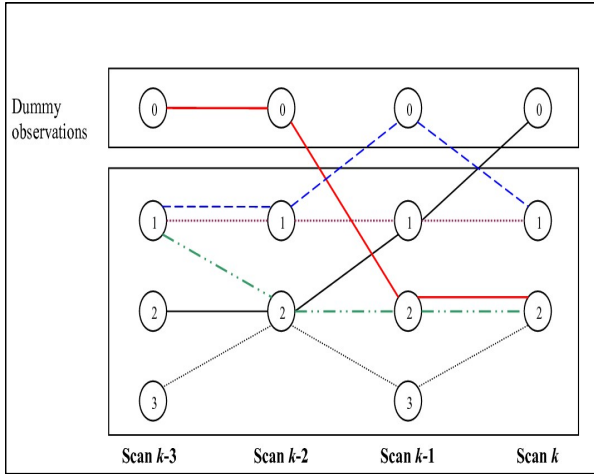 0 0 0 0
Dummy
observations
1 1 1 1
2 2 2 2
3 3
Scan k-3 Scan k-2 Scan k-1 Scan k